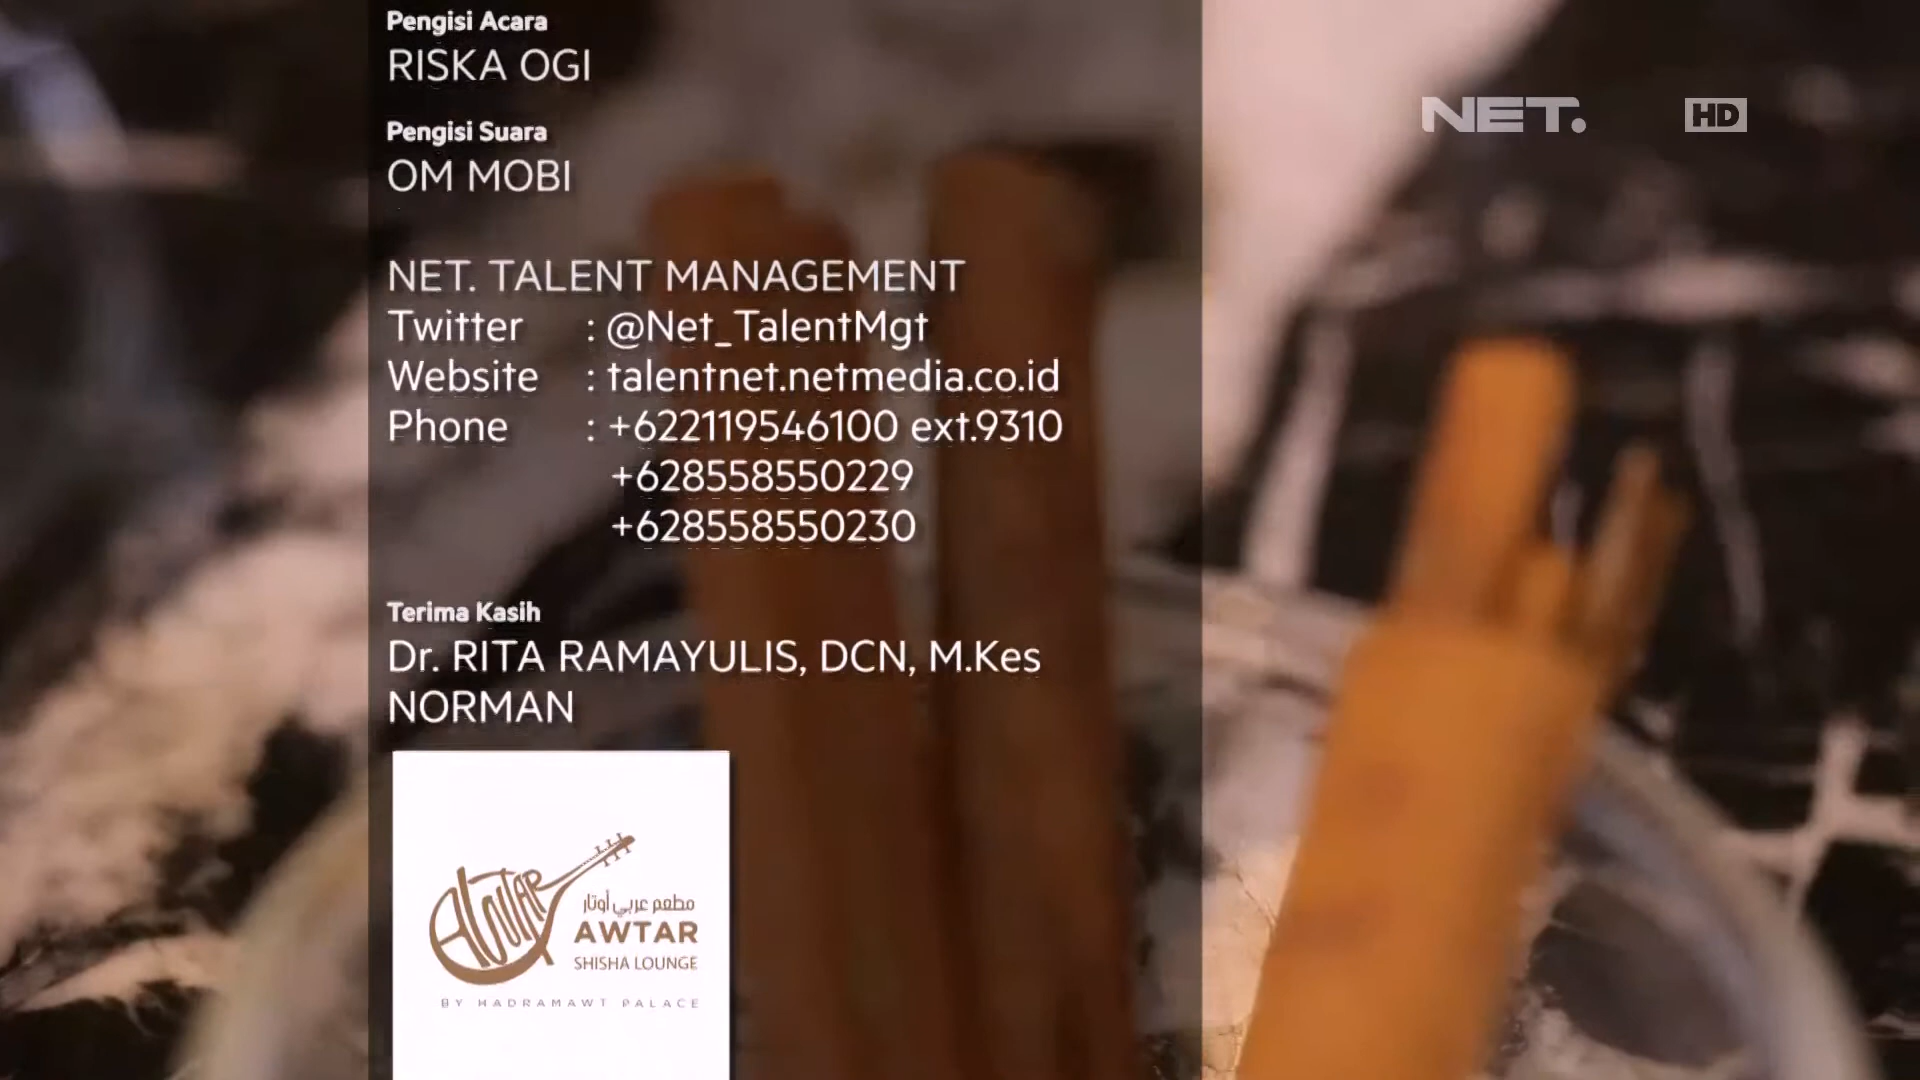 Pengisi Acara
RISKA OGI
Pengisi Suara
OM MOBI
NET. TALENT MANAGEMENT
Twitter : @Net_TalentMgt
Website : talentnet.netmedia.co.id
Phone : +622119546100 ext.9310
+628558550229
+628558550230
Terima Kasih
Dr. RITA RAMAYULIS, DCN, M.Kes
NORMAN
AWTAR
مطعم عربي أوتار
AWTAR
SHISHA LOUNGE
BY HADRAMAWT PALACE
NET.
HD